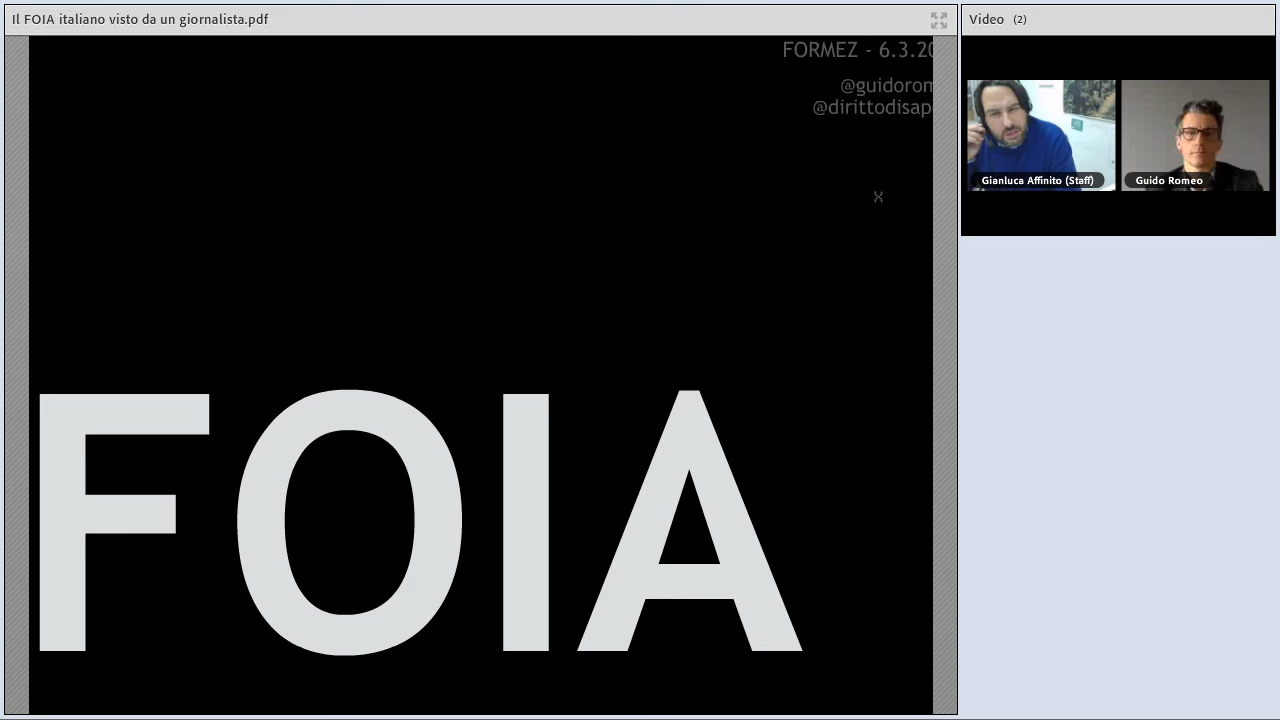 Il FOIA italiano visto da un giornalista.pdf
Video (2)
FORMEZ - 6.3.20
@guidorom
@dirittodisap
x
FOIA
Gianluca Affinito (Staff)
Guido Romeo